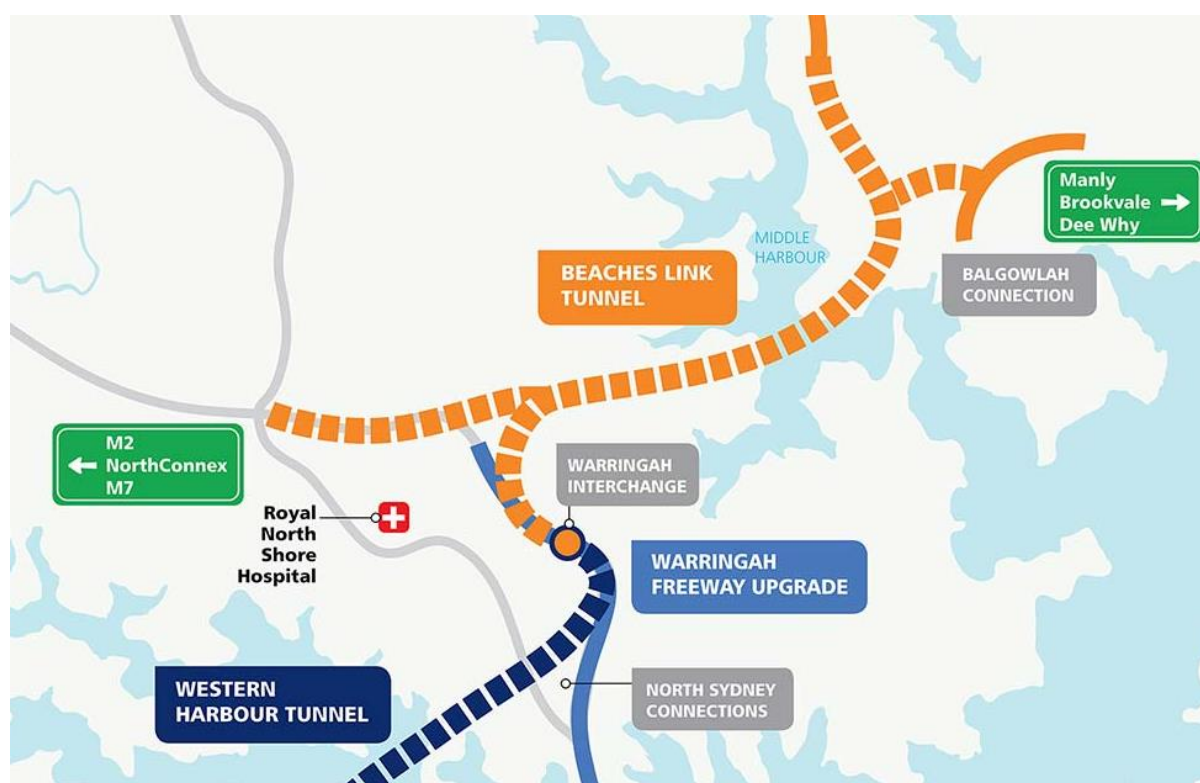 MIDDLE
HARBOUR
Manly
Brookvale
Dee Why
BEACHES LINK
TUNNEL
BALGOWLAH
CONNECTION
M2
NorthConnex
M7
WARRINGAH
INTERCHANGE
Royal
North
Shore
Hospital
WARRINGAH
FREEWAY UPGRADE
WESTERN
HARBOUR TUNNEL
NORTH SYDNEY
CONNECTIONS